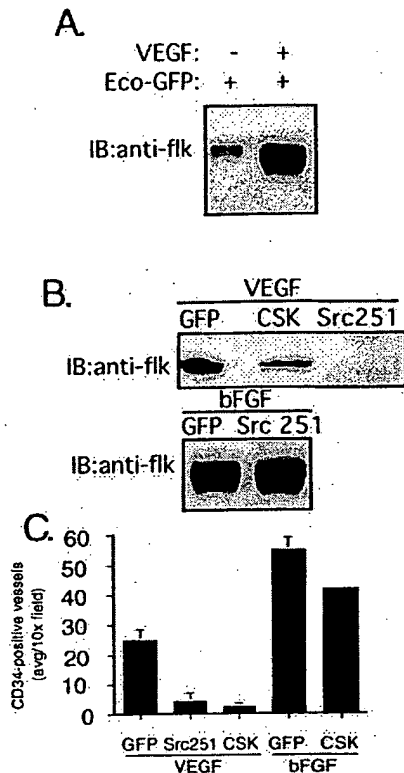 A.
VEGF: - +
Eco-GFP: + +
IB:anti-flk
B.
VEGF
GFP CSK Src251
IB:anti-flk
bFGF
GFP Src 251
IB:anti-flk
C.
CD34-positive vessels
(avg/10x field)
60
50
40
30
20
10
0
GFP Src251 CSK GFP CSK
VEGF bFGF